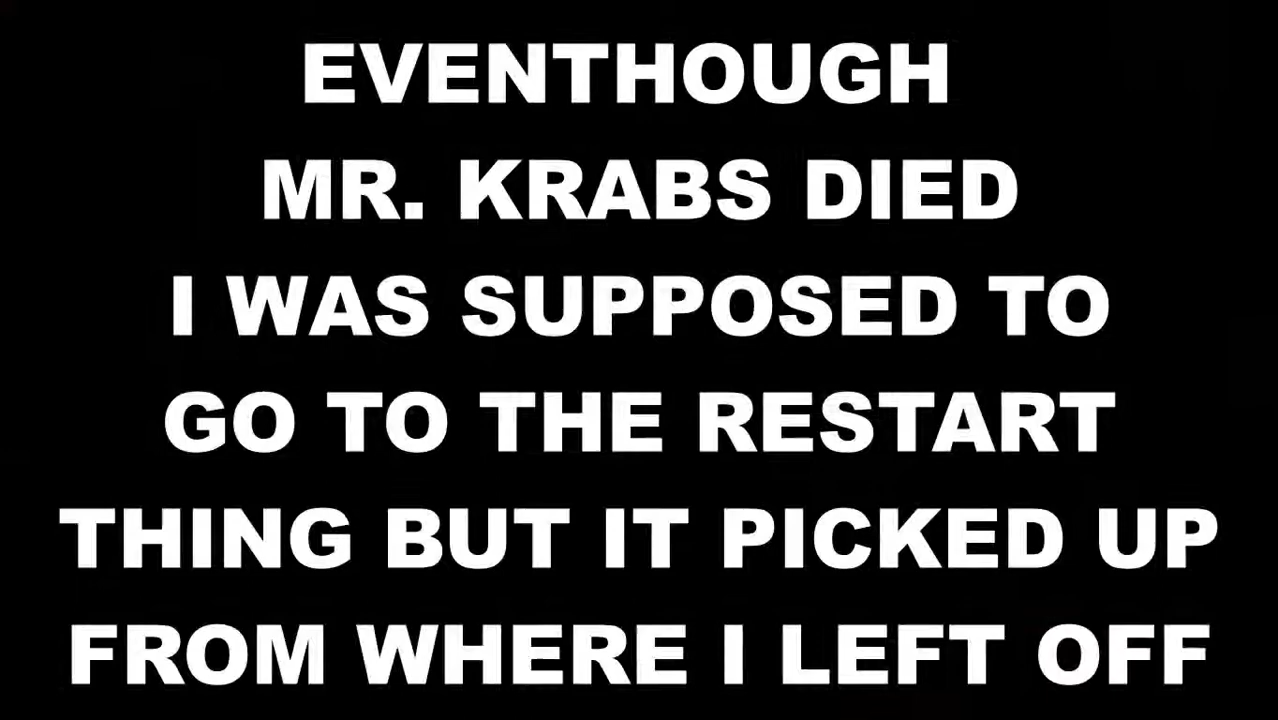 EVENTHOUGH
MR. KRABS DIED
I WAS SUPPOSED TO
GO TO THE RESTART
THING BUT IT PICKED UP
FROM WHERE I LEFT OFF